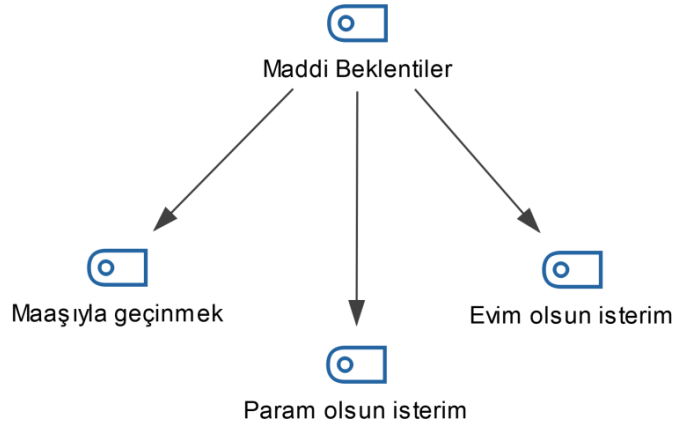 Maddi Beklentiler
Maaşıyla geçinmek
Evim olsun isterim
Param olsun isterim